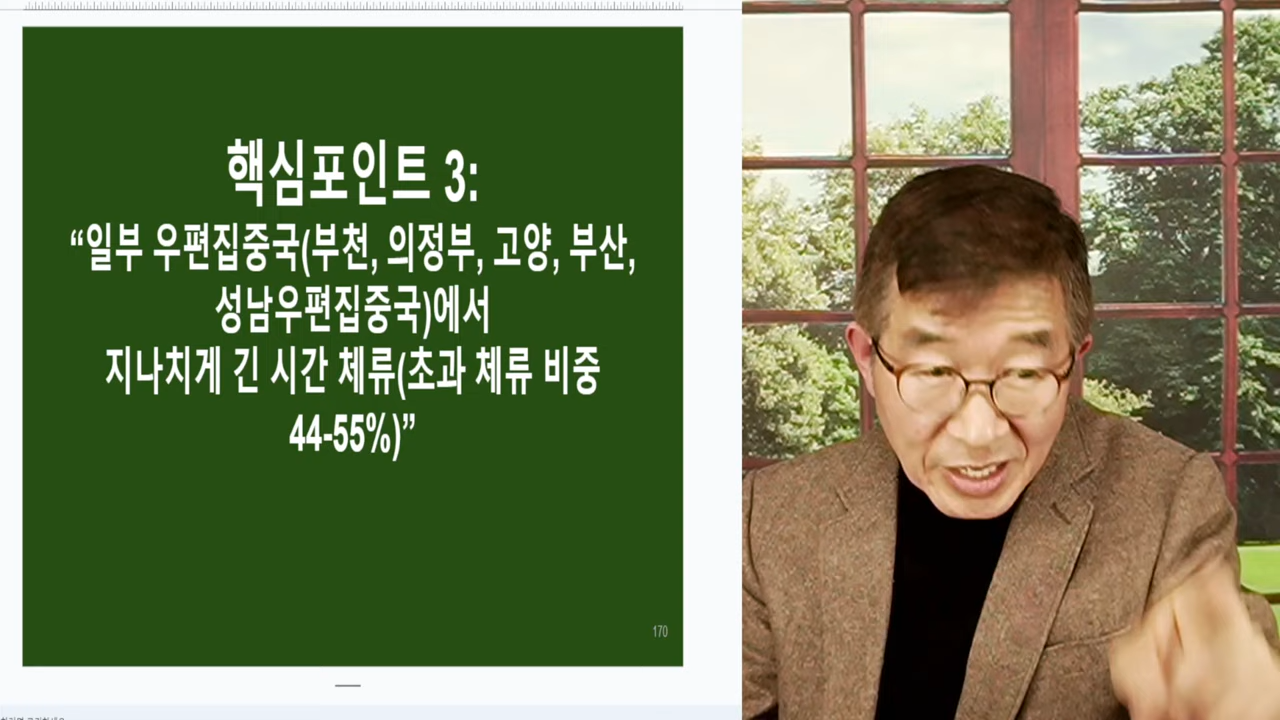 핵심포인트 3:
“일부 우편집중국(부천, 의정부, 고양, 부산,
성남우편집중국)에서
지나치게 긴 시간 체류(초과 체류 비중
44-55%)”
170